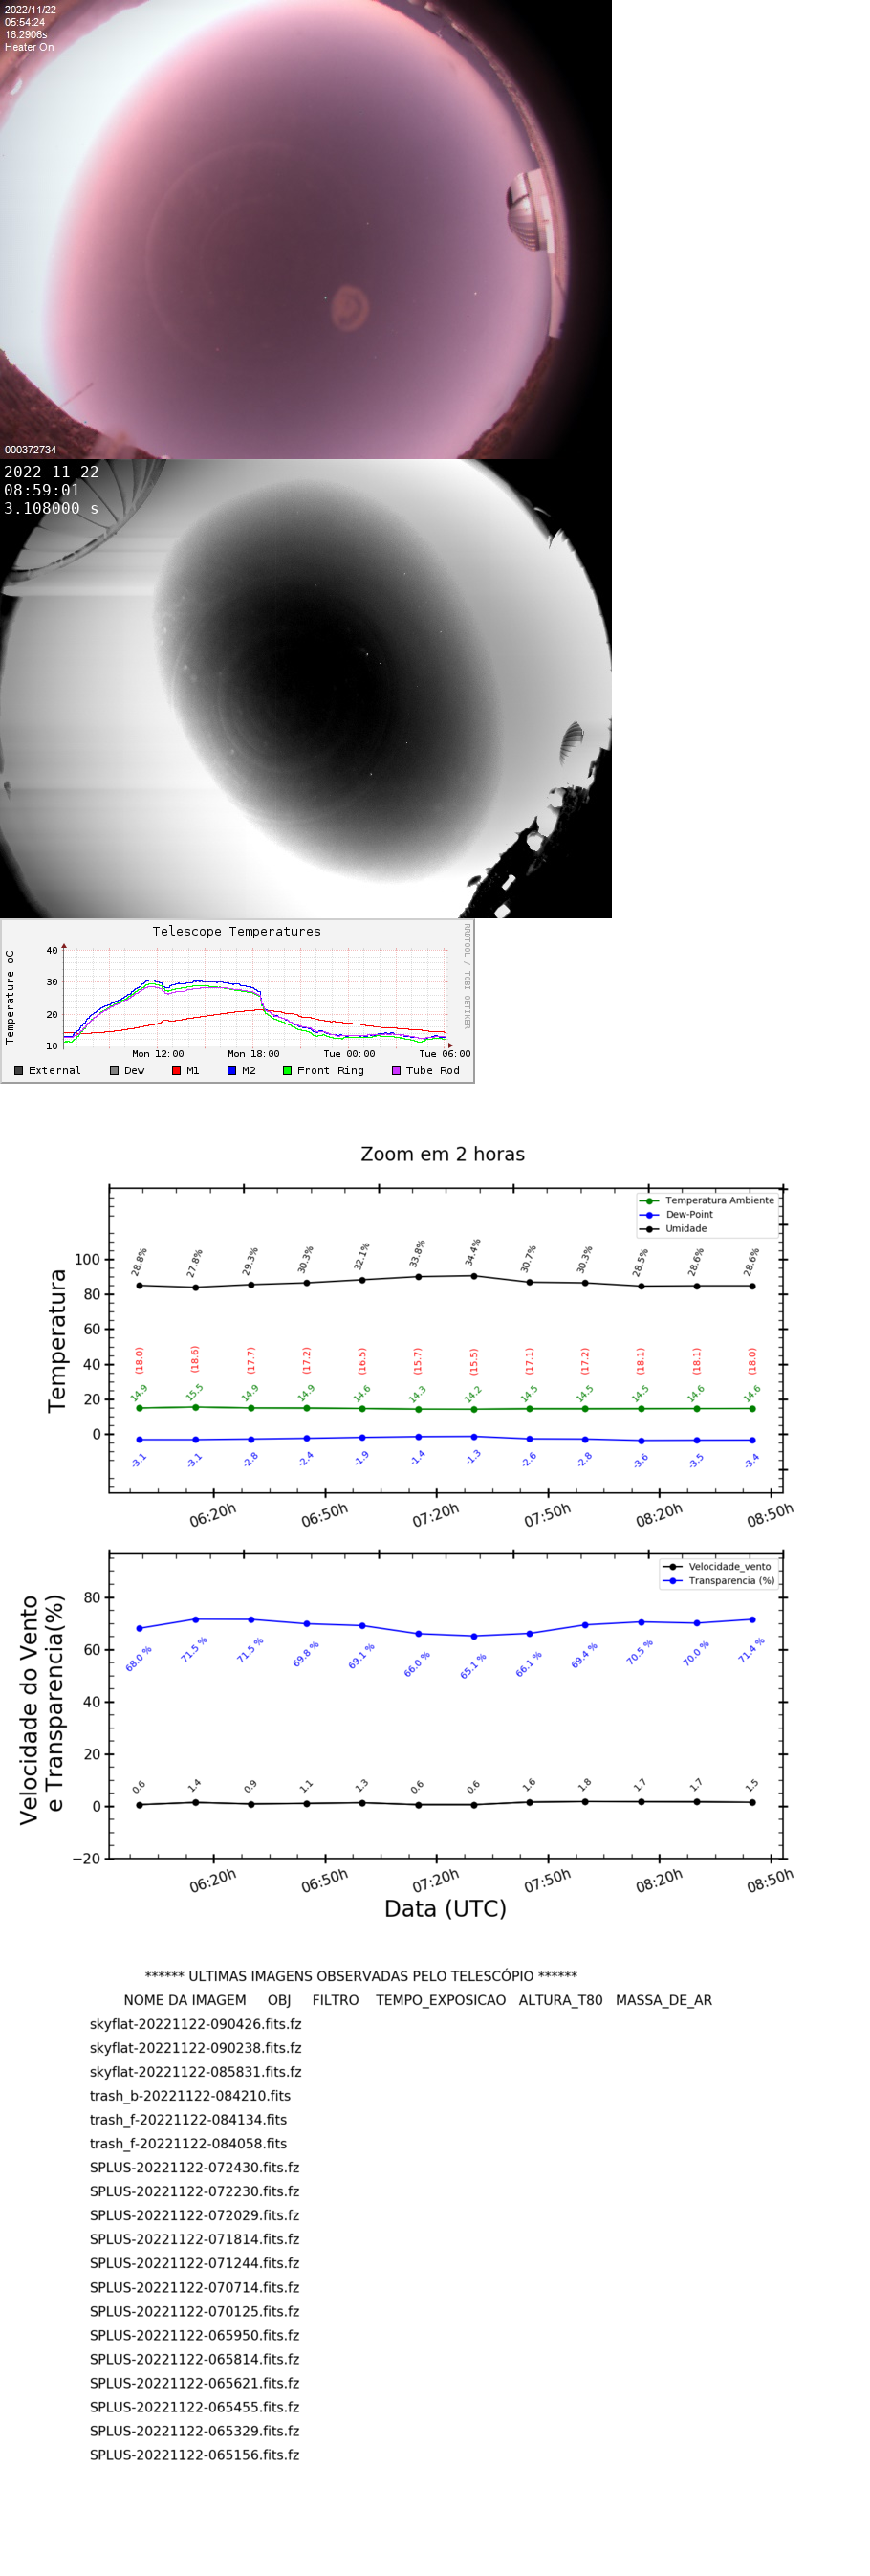 2022/11/22
05:54:24
16.2906s
Heater On
000372734
2022-11-22
08:59:01
3.108000 s
Telescope Temperatures
RRDTOOL / TOBI OETIKER
Temperature oC
40
30
20
10
Mon 12:00 Mon 18:00 Tue 00:00 Tue 06:00
External Dew M1 M2 Front Ring Tube Rod
Zoom em 2 horas
Temperatura Ambiente
Dew-Point
Umidade
Temperatura
100
80
60
40
20
0
28.8% 27.8% 29.3% 30.3% 32.1% 33.8% 34.4% 30.7% 30.3% 28.5% 28.6% 28.6%
(18.0) (18.6) (17.7) (17.2) (16.5) (15.7) (15.5) (17.1) (17.2) (18.1) (18.1) (18.0)
14.9 15.5 14.9 14.9 14.6 14.3 14.2 14.5 14.5 14.5 14.6 14.6
-3.1 -3.1 -2.8 -2.4 -1.9 -1.4 -1.3 -2.6 -2.8 -3.6 -3.5 -3.4
06:20h 06:50h 07:20h 07:50h 08:20h 08:50h
Velocidade_vento
Transparencia (%)
Velocidade do Vento
e Transparencia(%)
80
60
40
20
0
−20
68.0 % 71.5 % 71.5 % 69.8 % 69.1 % 66.0 % 65.1 % 66.1 % 69.4 % 70.5 % 70.0 % 71.4 %
0.6 1.4 0.9 1.1 1.3 0.6 0.6 1.6 1.8 1.7 1.7 1.5
06:20h 06:50h 07:20h 07:50h 08:20h 08:50h
Data (UTC)
****** ULTIMAS IMAGENS OBSERVADAS PELO TELESCÓPIO ******
NOME DA IMAGEM OBJ FILTRO TEMPO_EXPOSICAO ALTURA_T80 MASSA_DE_AR
skyflat-20221122-090426.fits.fz
skyflat-20221122-090238.fits.fz
skyflat-20221122-085831.fits.fz
trash_b-20221122-084210.fits
trash_f-20221122-084134.fits
trash_f-20221122-084058.fits
SPLUS-20221122-072430.fits.fz
SPLUS-20221122-072230.fits.fz
SPLUS-20221122-072029.fits.fz
SPLUS-20221122-071814.fits.fz
SPLUS-20221122-071244.fits.fz
SPLUS-20221122-070714.fits.fz
SPLUS-20221122-070125.fits.fz
SPLUS-20221122-065950.fits.fz
SPLUS-20221122-065814.fits.fz
SPLUS-20221122-065621.fits.fz
SPLUS-20221122-065455.fits.fz
SPLUS-20221122-065329.fits.fz
SPLUS-20221122-065156.fits.fz